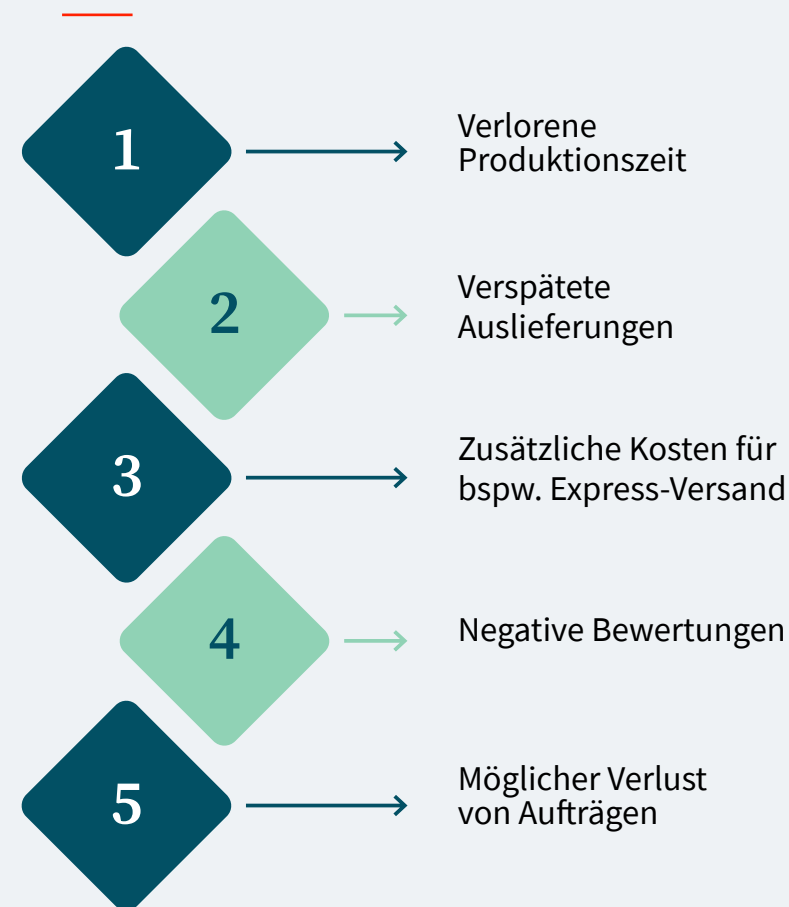 1
Verlorene
Produktionszeit
2
Verspätete
Auslieferungen
3
Zusätzliche Kosten für
bspw. Express-Versand
4
Negative Bewertungen
5
Möglicher Verlust
von Aufträgen